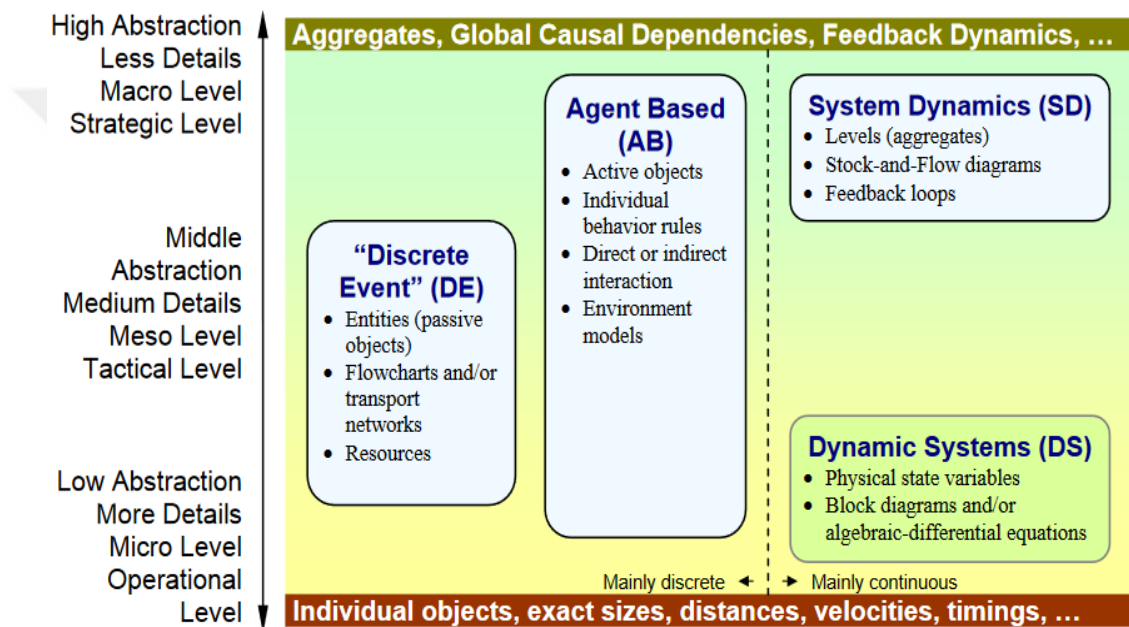 High Abstraction
Less Details
Macro Level
Strategic Level
Middle
Abstraction
Medium Details
Meso Level
Tactical Level
Low Abstraction
More Details
Micro Level
Operational
Level
Aggregates, Global Causal Dependencies, Feedback Dynamics, …
“Discrete
Event” (DE)
• Entities (passive
objects)
• Flowcharts and/or
transport
networks
• Resources
Agent Based
(AB)
• Active objects
• Individual
behavior rules
• Direct or indirect
interaction
• Environment
models
System Dynamics (SD)
• Levels (aggregates)
• Stock-and-Flow diagrams
• Feedback loops
Dynamic Systems (DS)
• Physical state variables
• Block diagrams and/or
algebraic-differential equations
Mainly discrete
Mainly continuous
Individual objects, exact sizes, distances, velocities, timings, …